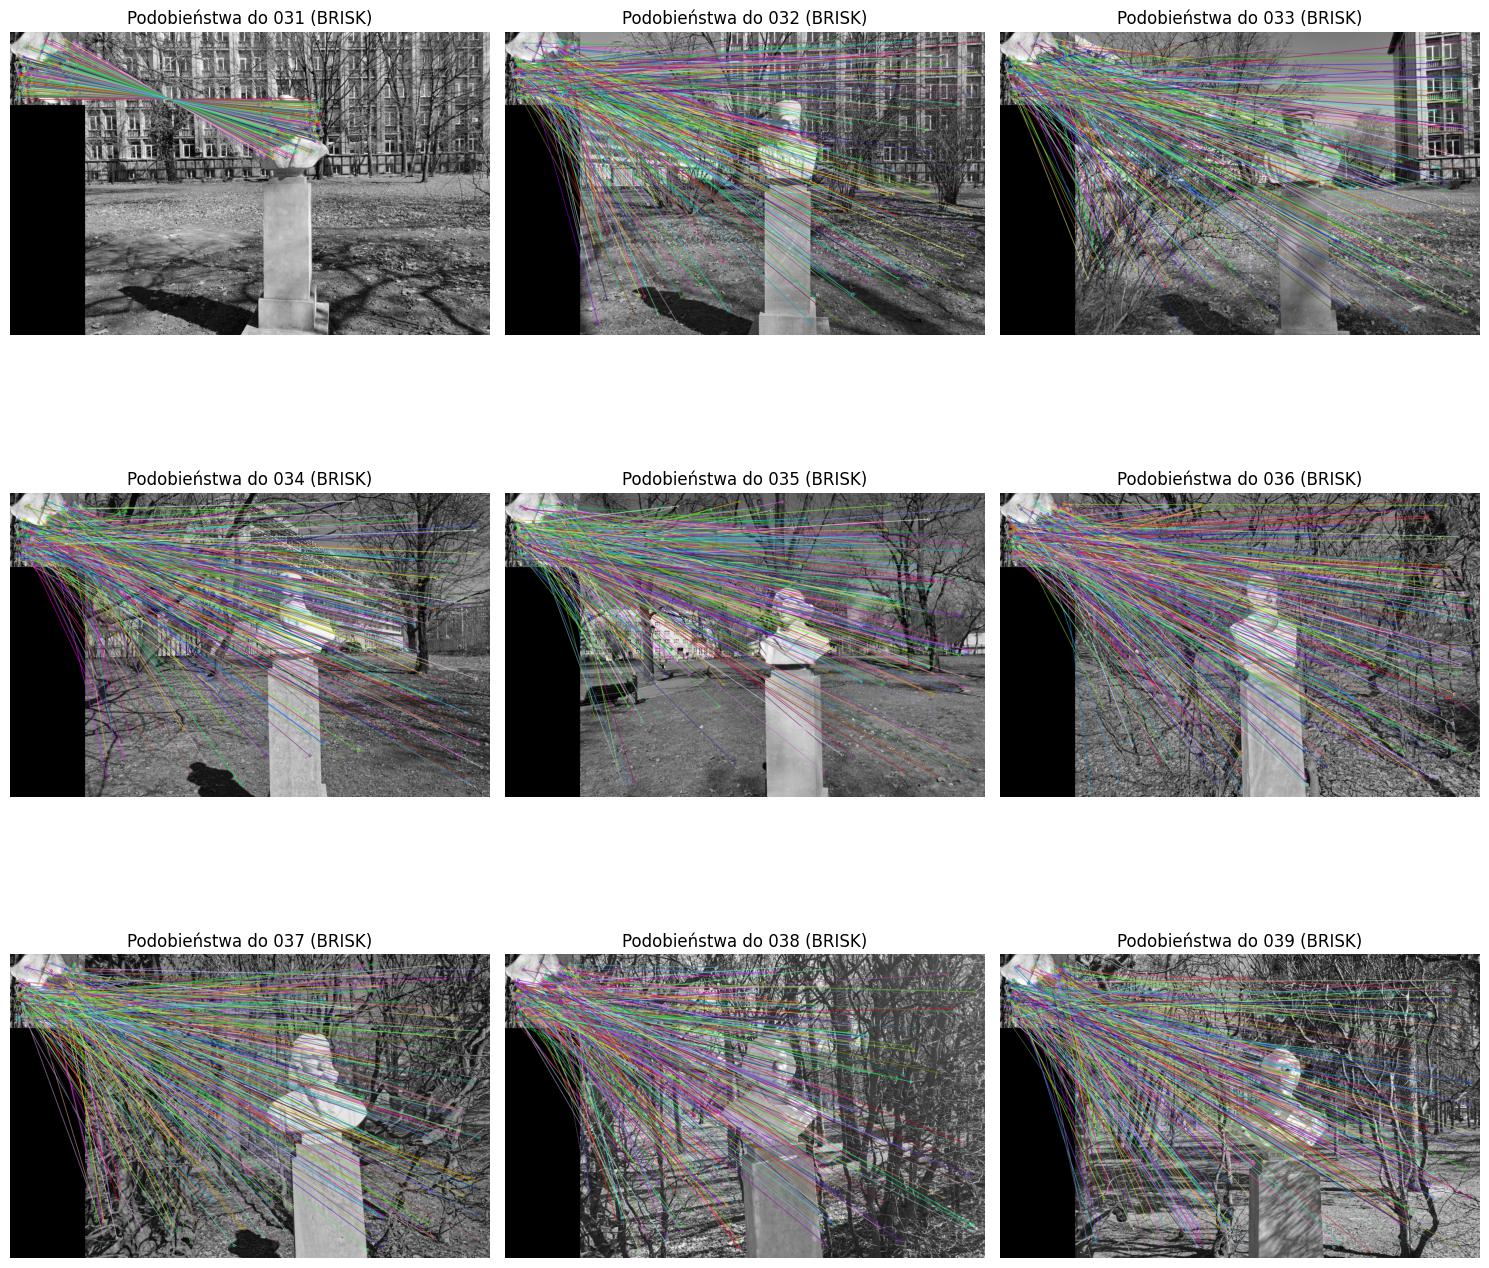 Podobieństwa do 031 (BRISK)
Podobieństwa do 032 (BRISK)
Podobieństwa do 033 (BRISK)
Podobieństwa do 034 (BRISK)
Podobieństwa do 035 (BRISK)
Podobieństwa do 036 (BRISK)
Podobieństwa do 037 (BRISK)
Podobieństwa do 038 (BRISK)
Podobieństwa do 039 (BRISK)